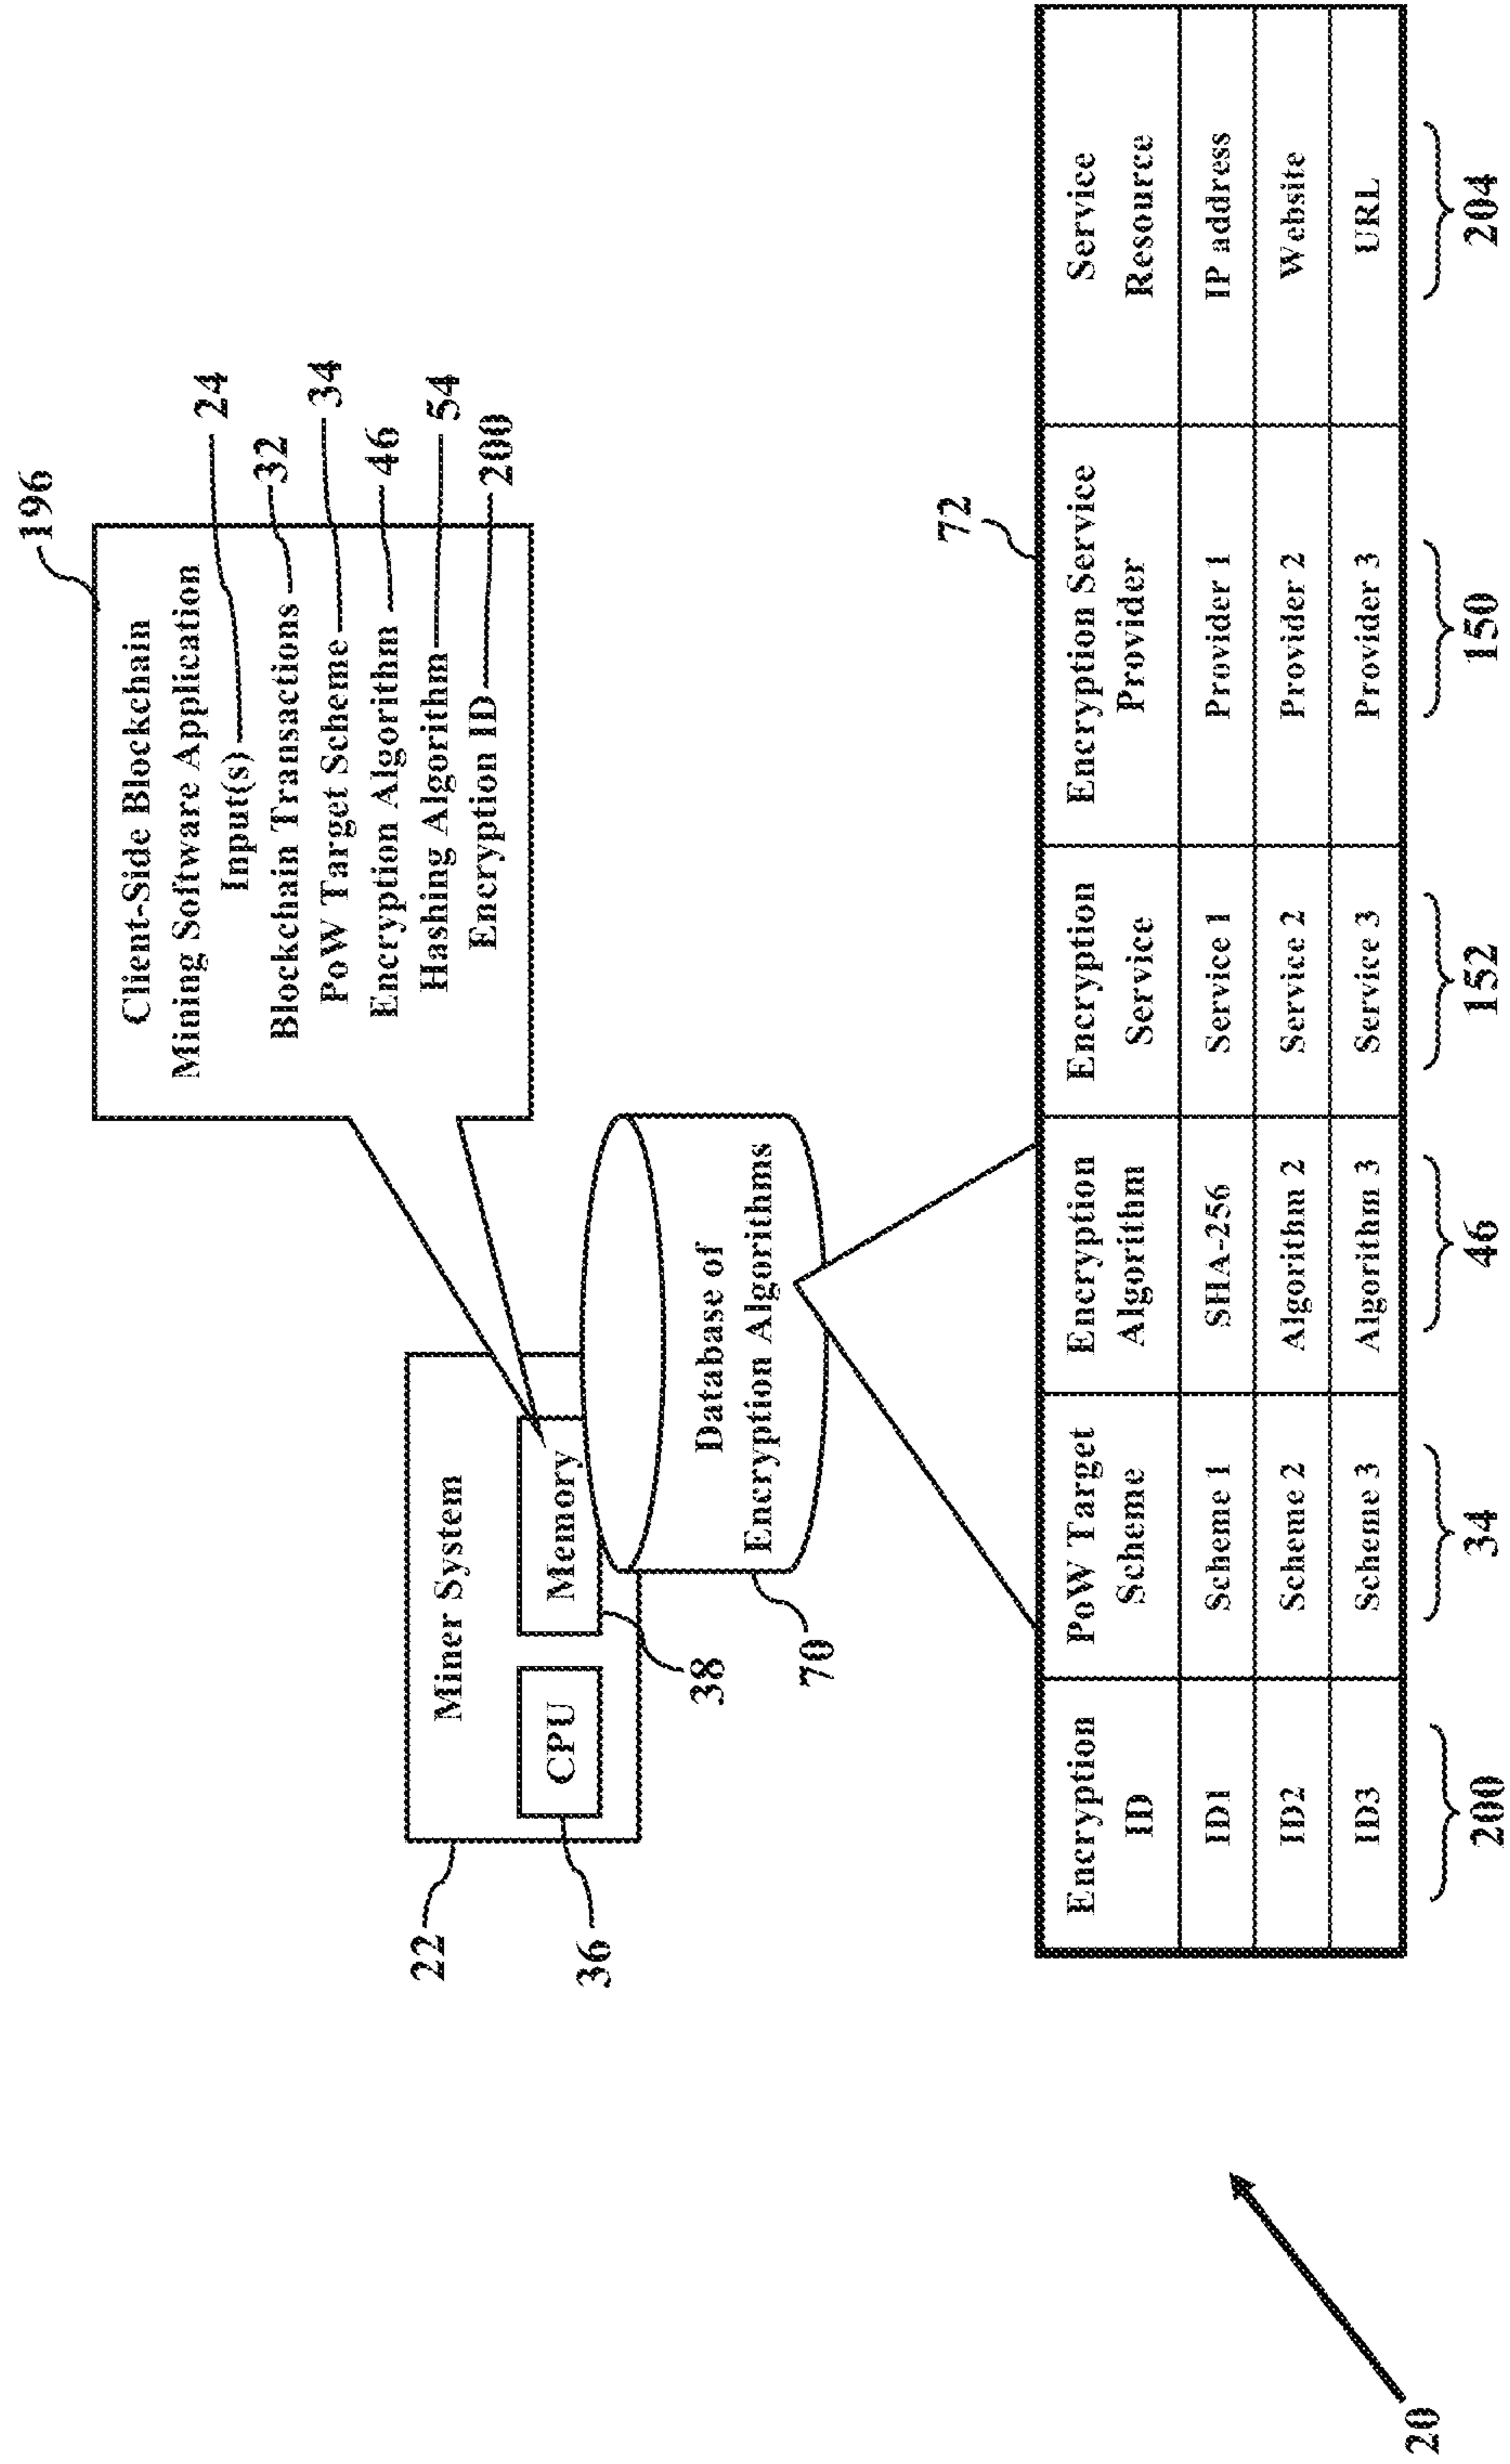 196
Client-Side Blockchain
Mining Software Application
Input(s) 24
Blockchain Transactions 32
PoW Target Scheme 34
Encryption Algorithm 46
Hashing Algorithm 54
Encryption ID 200
22
Miner System
36
CPU
Memory
38
Database of
Encryption Algorithms
70
72
Encryption ID PoW Target Scheme Encryption Algorithm Encryption Service Encryption Service Provider Service Resource
ID1 Scheme 1 SHA-256 Service 1 Provider 1 IP address
ID2 Scheme 2 Algorithm 2 Service 2 Provider 2 Website
ID3 Scheme 3 Algorithm 3 Service 3 Provider 3 URL
200 34 46 152 150 204
20